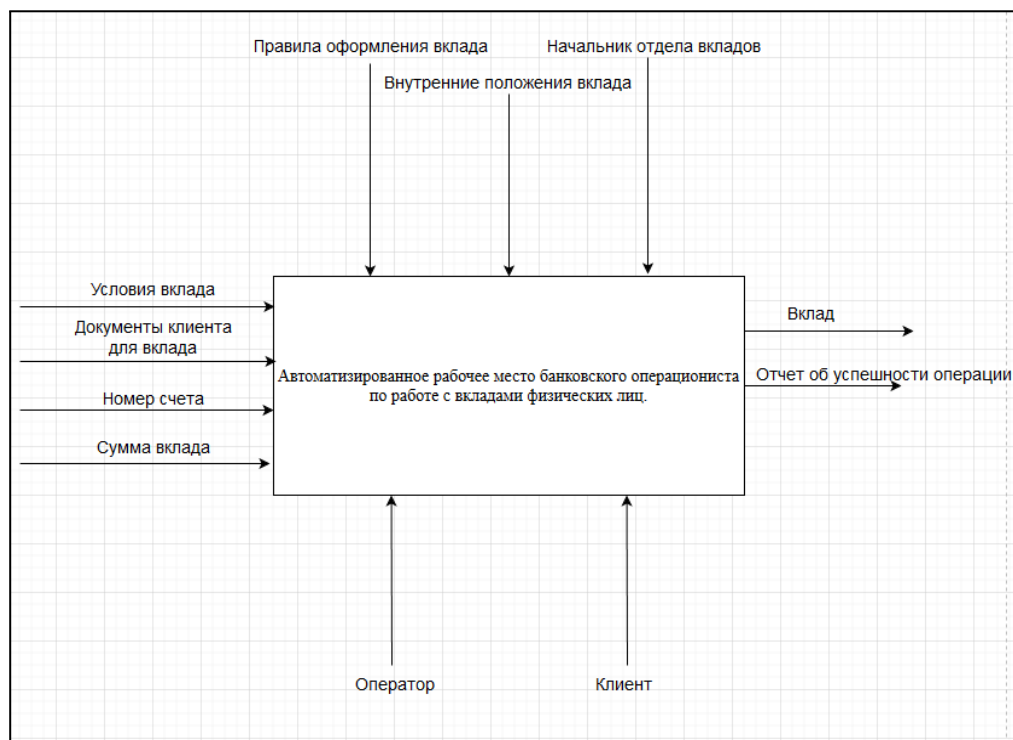 Правила оформления вклада
Начальник отдела вкладов
Внутренние положения вклада
Условия вклада
Документы клиента
для вклада
Номер счета
Сумма вклада
Автоматизированное рабочее место банковского операциониста
по работе с вкладами физических лиц.
Вклад
Отчет об успешности операции
Оператор
Клиент